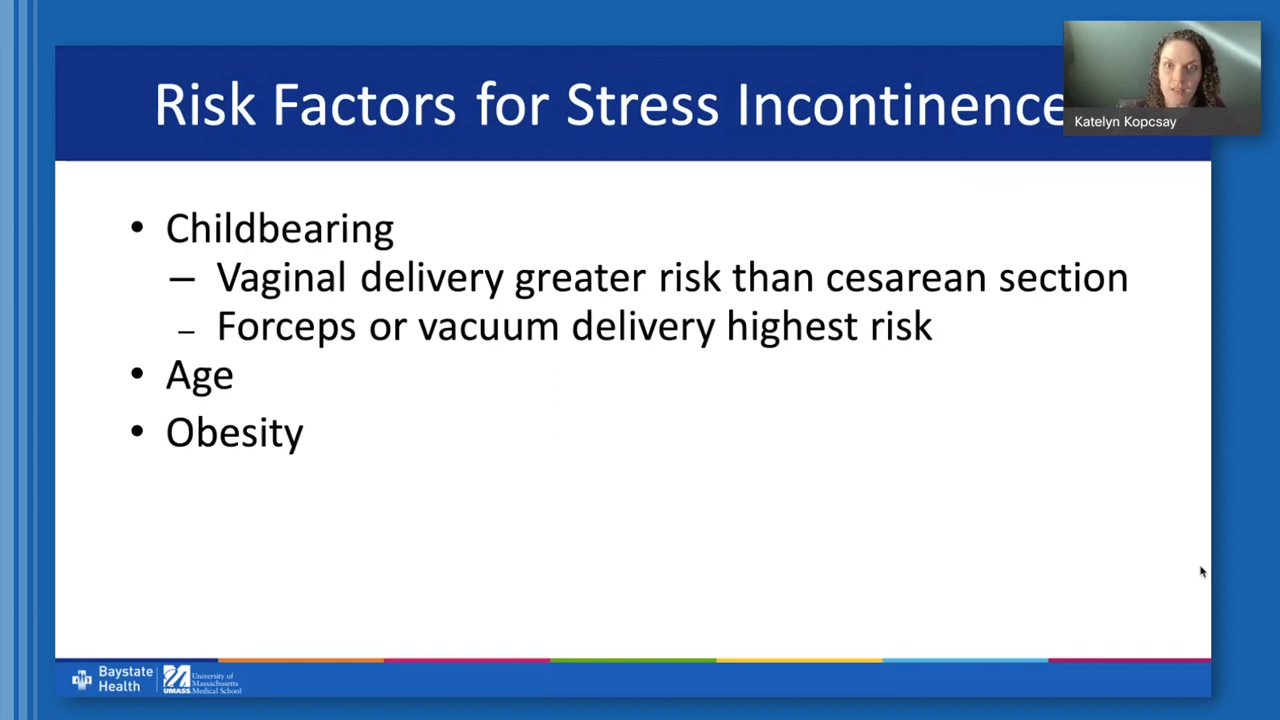 Risk Factors for Stress Incontinence
Katelyn Kopcsay
• Childbearing
– Vaginal delivery greater risk than cesarean section
– Forceps or vacuum delivery highest risk
• Age
• Obesity
Baystate
Health
University of
Massachusetts
UMASS. Medical School